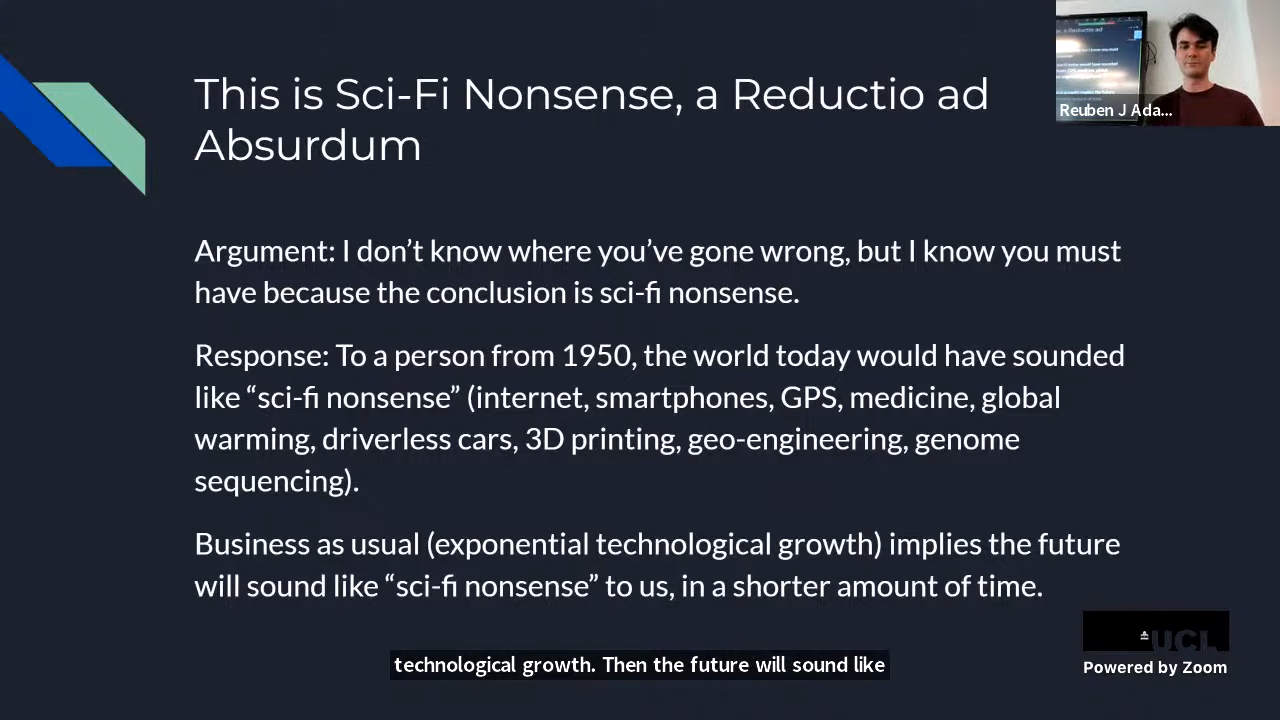 This is Sci-Fi Nonsense, a Reductio ad
Absurdum
Reuben J Ada...
Argument: I don’t know where you’ve gone wrong, but I know you must
have because the conclusion is sci-fi nonsense.
Response: To a person from 1950, the world today would have sounded
like “sci-fi nonsense” (internet, smartphones, GPS, medicine, global
warming, driverless cars, 3D printing, geo-engineering, genome
sequencing).
Business as usual (exponential technological growth) implies the future
will sound like “sci-fi nonsense” to us, in a shorter amount of time.
technological growth. Then the future will sound like
UCL
Powered by Zoom